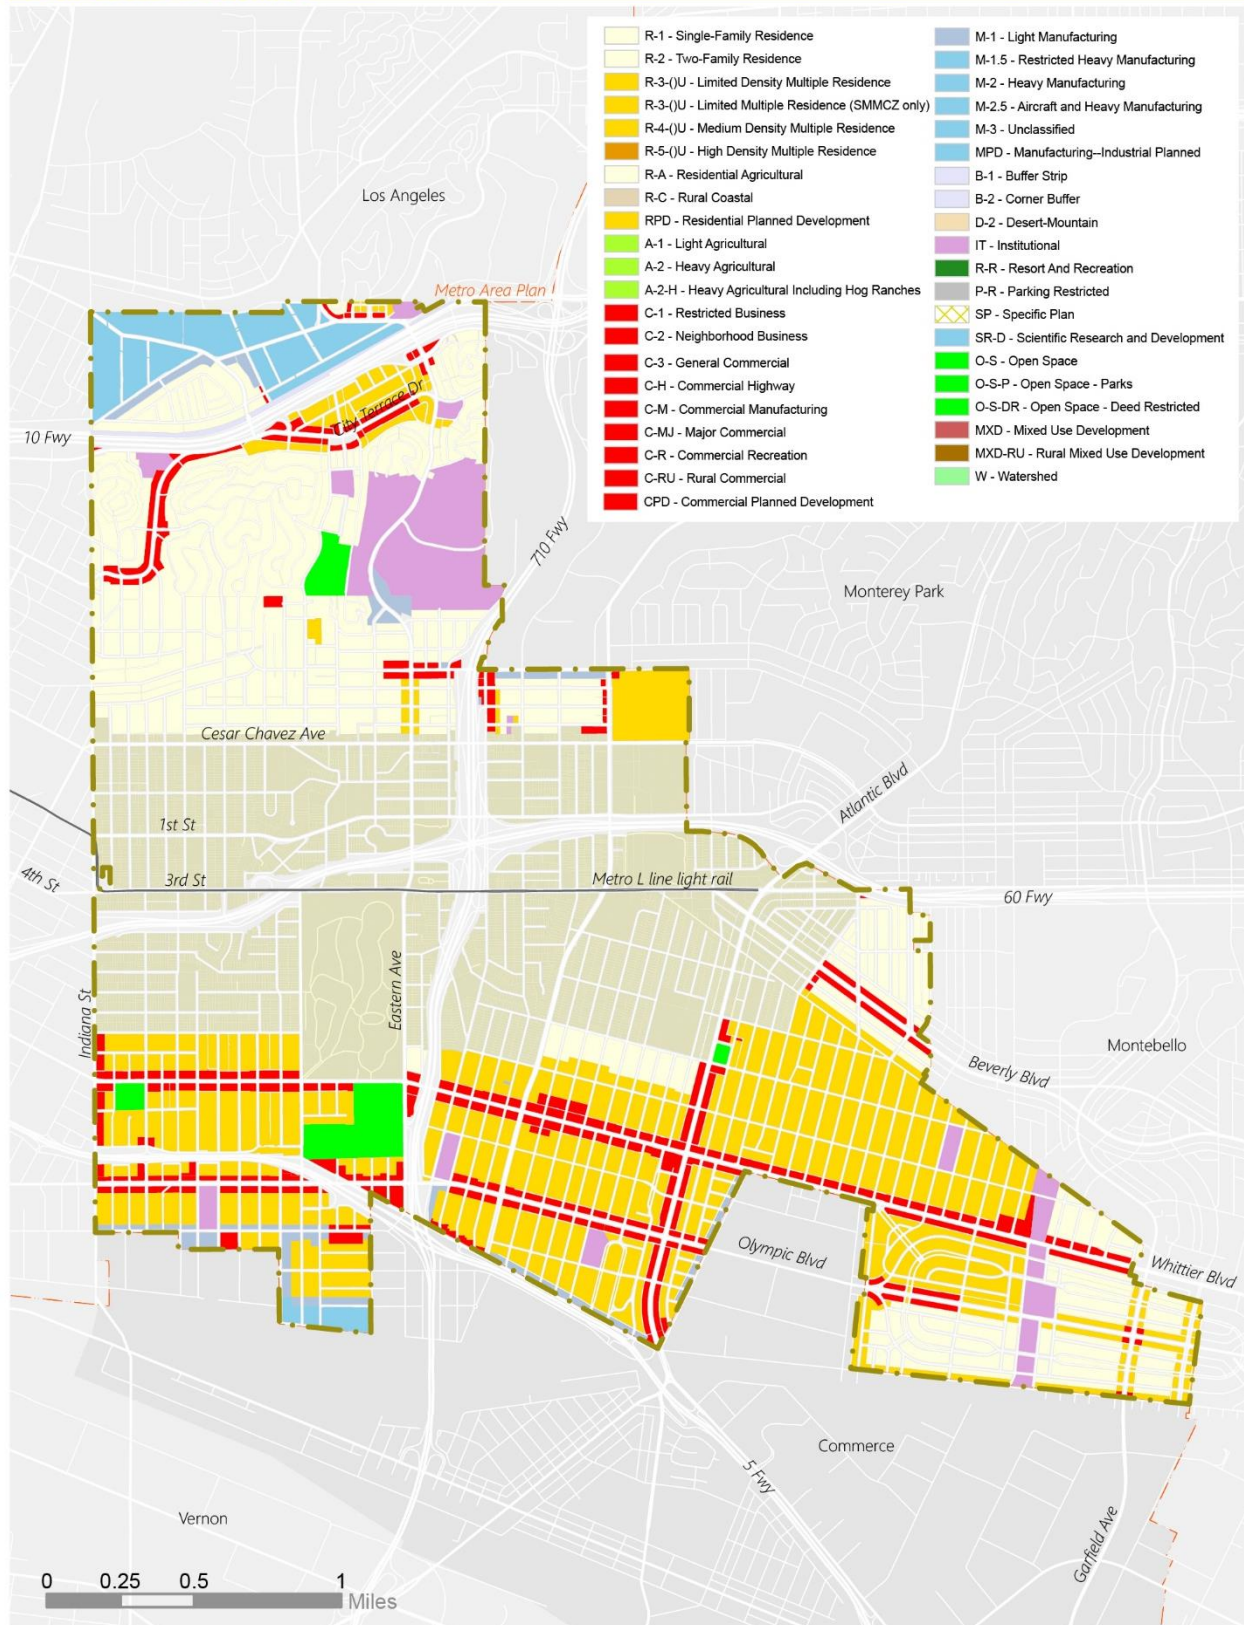 R-1 - Single-Family Residence
R-2 - Two-Family Residence
R-3-()U - Limited Density Multiple Residence
R-3-()U - Limited Multiple Residence (SMMCZ only)
R-4-()U - Medium Density Multiple Residence
R-5-()U - High Density Multiple Residence
R-A - Residential Agricultural
R-C - Rural Coastal
RPD - Residential Planned Development
A-1 - Light Agricultural
A-2 - Heavy Agricultural
A-2-H - Heavy Agricultural Including Hog Ranches
C-1 - Restricted Business
C-2 - Neighborhood Business
C-3 - General Commercial
C-H - Commercial Highway
C-M - Commercial Manufacturing
C-MJ - Major Commercial
C-R - Commercial Recreation
C-RU - Rural Commercial
CPD - Commercial Planned Development
M-1 - Light Manufacturing
M-1.5 - Restricted Heavy Manufacturing
M-2 - Heavy Manufacturing
M-2.5 - Aircraft and Heavy Manufacturing
M-3 - Unclassified
MPD - Manufacturing--Industrial Planned
B-1 - Buffer Strip
B-2 - Corner Buffer
D-2 - Desert-Mountain
IT - Institutional
R-R - Resort And Recreation
P-R - Parking Restricted
SP - Specific Plan
SR-D - Scientific Research and Development
O-S - Open Space
O-S-P - Open Space - Parks
O-S-DR - Open Space - Deed Restricted
MXD - Mixed Use Development
MXD-RU - Rural Mixed Use Development
W - Watershed
Los Angeles
Metro Area Plan
City Terrace Dr
10 Fwy
710 Fwy
Monterey Park
Cesar Chavez Ave
Atlantic Blvd
1st St
4th St
3rd St
Metro L line light rail
60 Fwy
Eastern Ave
Indiana St
Montebello
Beverly Blvd
Olympic Blvd
Whittier Blvd
Commerce
5 Fwy
Vernon
Garfield Ave
0 0.25 0.5 1
Miles